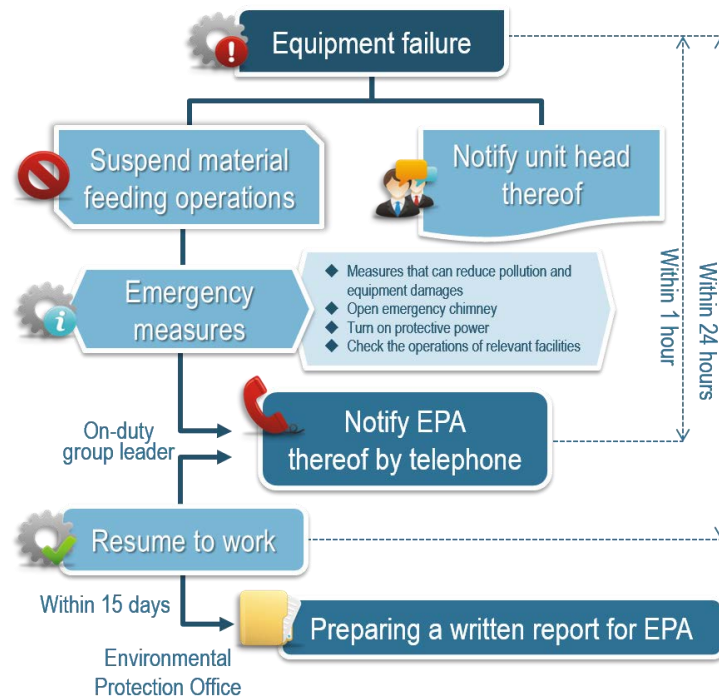 Equipment failure
Suspend material
feeding operations
Notify unit head
thereof
Emergency
measures
◆ Measures that can reduce pollution and
equipment damages
◆ Open emergency chimney
◆ Turn on protective power
◆ Check the operations of relevant facilities
Within 1 hour
Within 24 hours
On-duty
group leader
Notify EPA
thereof by telephone
Resume to work
Within 15 days
Preparing a written report for EPA
Environmental
Protection Office